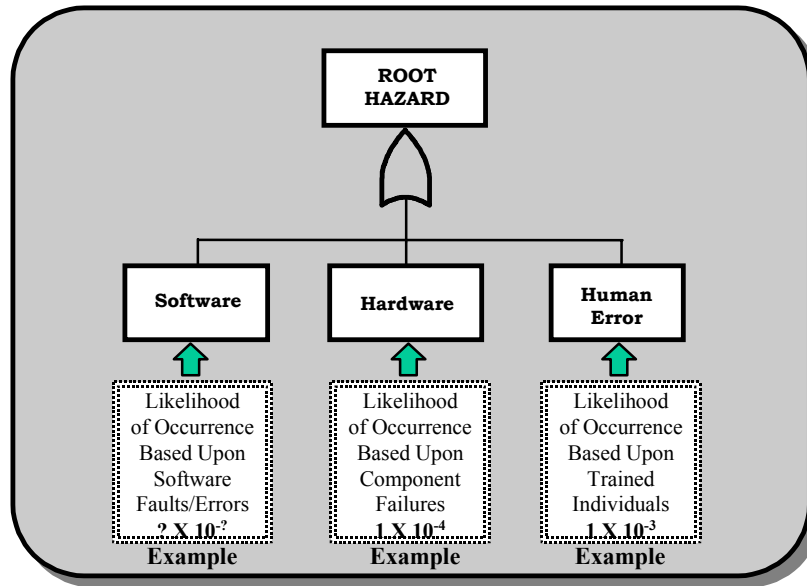 ROOT
HAZARD
Software
Hardware
Human
Error
Likelihood
of Occurrence
Based Upon
Software
Faults/Errors
? X 10⁻?
Example
Likelihood
of Occurrence
Based Upon
Component
Failures
1 X 10⁻⁴
Example
Likelihood
of Occurrence
Based Upon
Trained
Individuals
1 X 10⁻³
Example